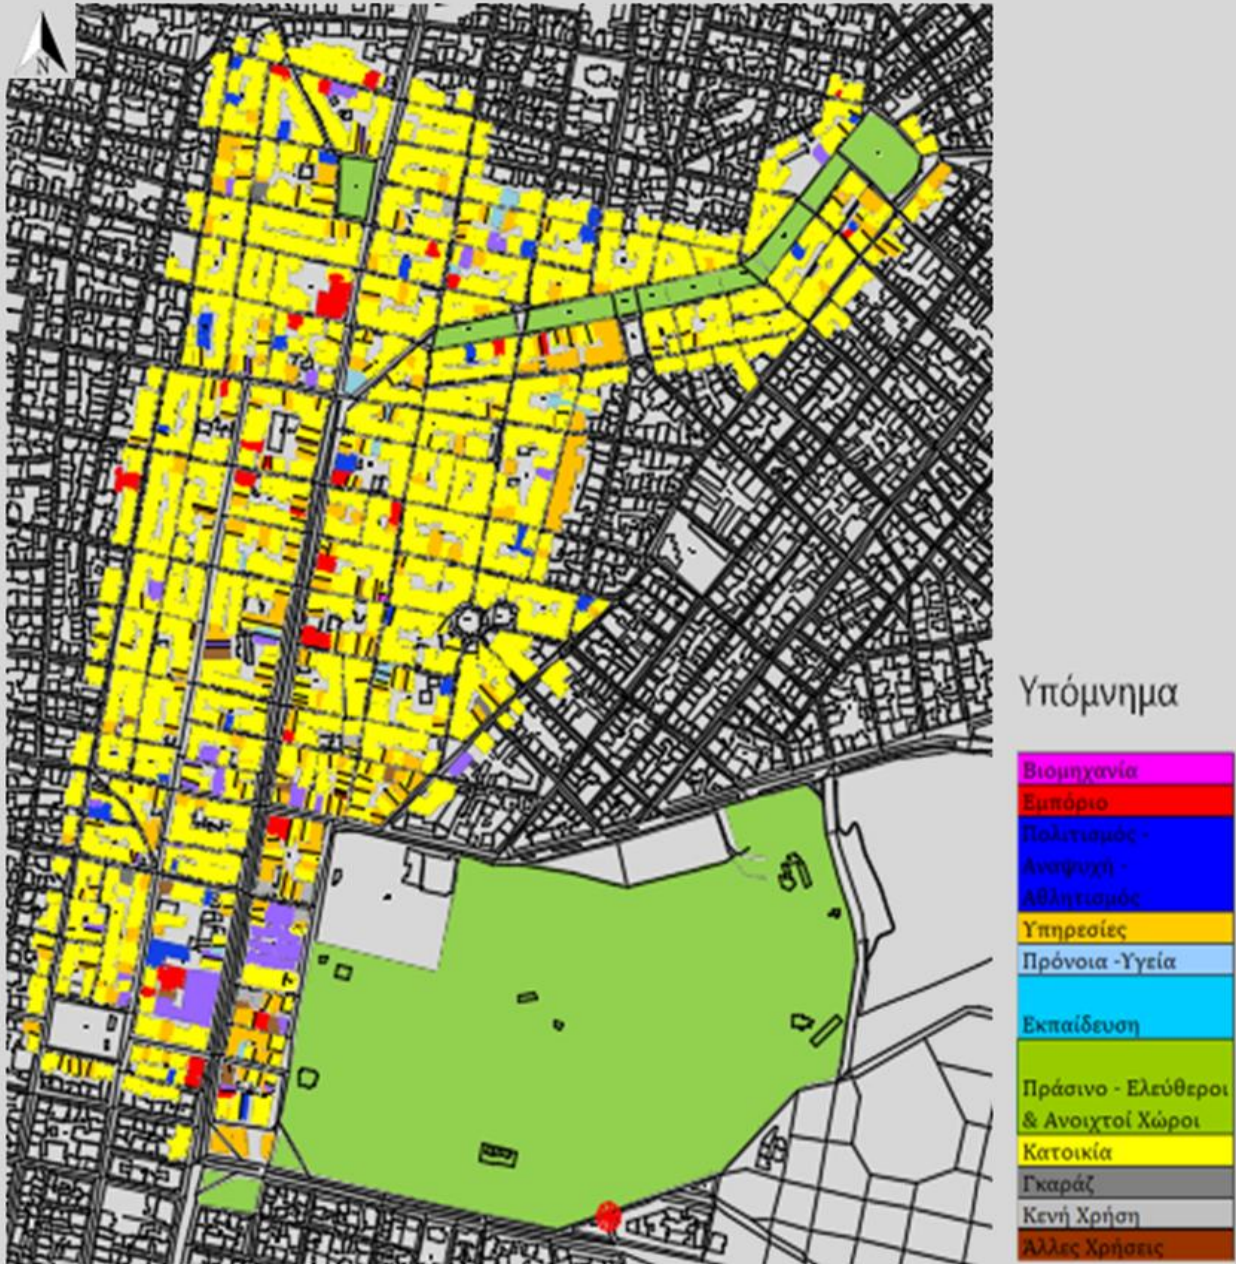 N
Υπόμνημα
Βιομηχανία
Εμπόριο
Πολιτισμός -
Αναψυχή -
Αθλητισμός
Υπηρεσίες
Πρόνοια -Υγεία
Εκπαίδευση
Πράσινο - Ελεύθεροι
& Ανοιχτοί Χώροι
Κατοικία
Γκαράζ
Κενή Χρήση
Άλλες Χρήσεις